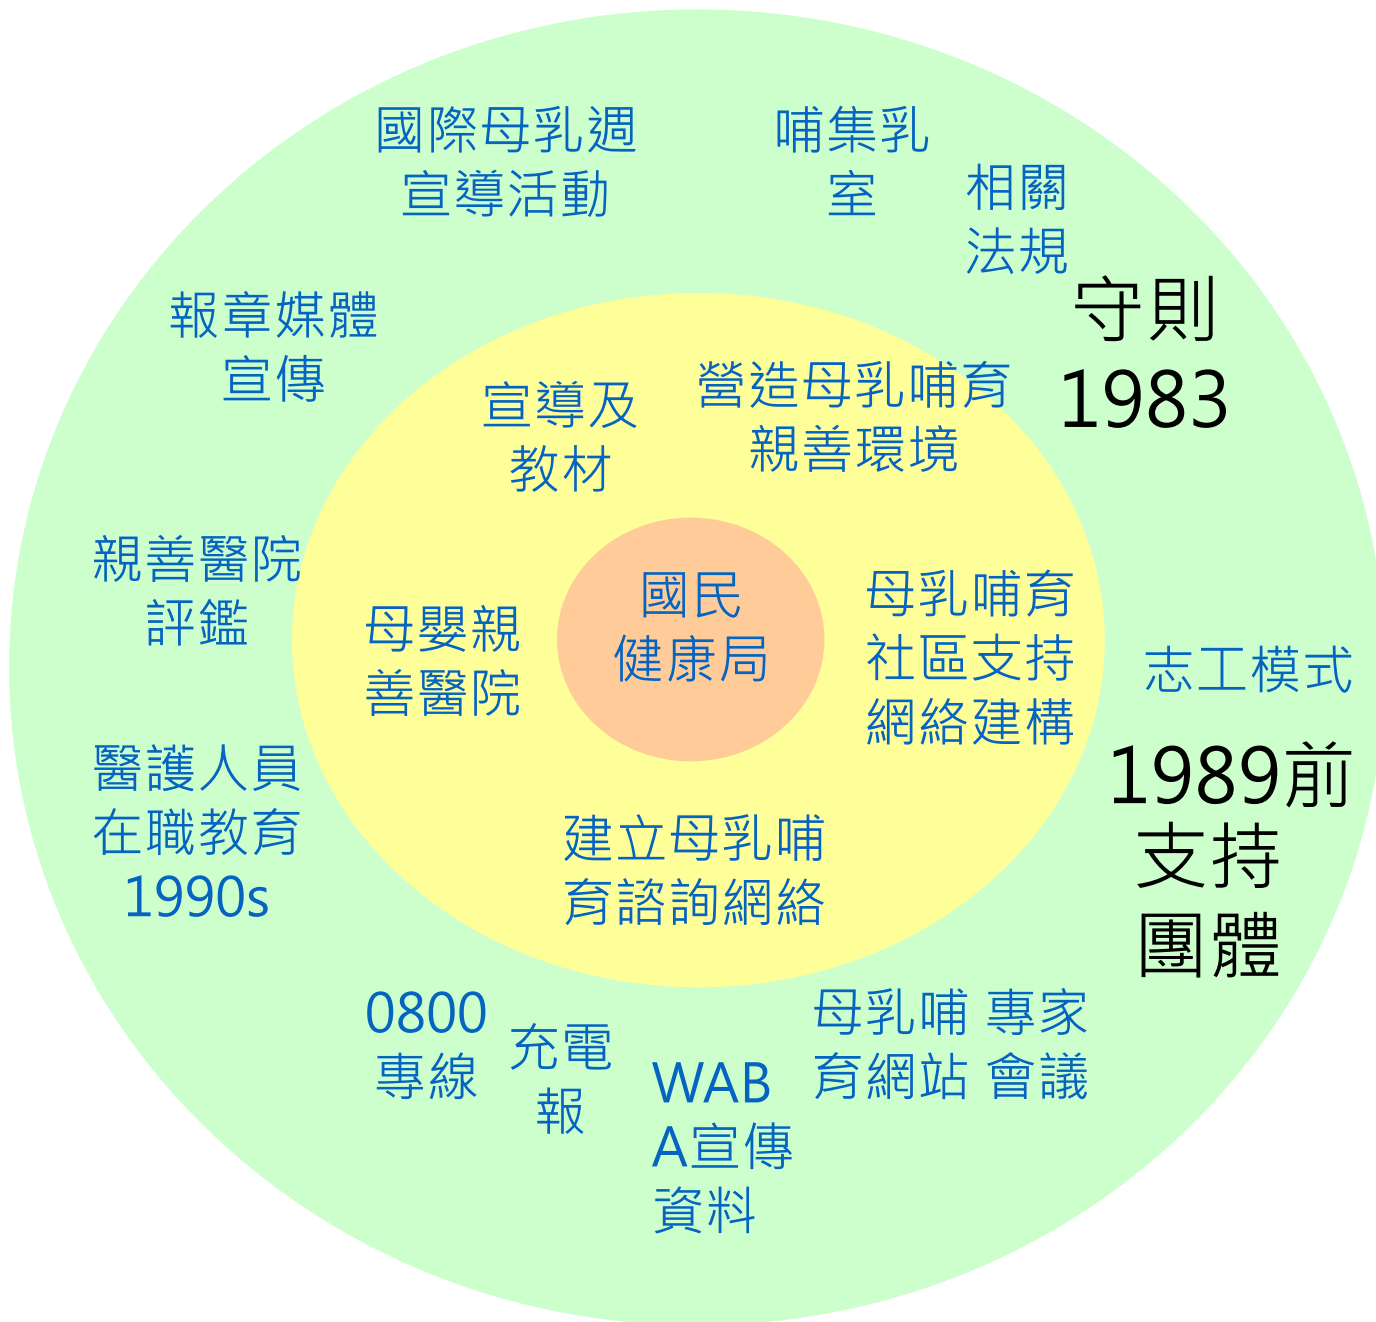 國際母乳週
宣導活動
哺集乳
室
相關
法規
守則
1983
報章媒體
宣傳
宣導及
教材
營造母乳哺育
親善環境
親善醫院
評鑑
母嬰親
善醫院
國民
健康局
母乳哺育
社區支持
網絡建構
志工模式
1989前
支持
團體
醫護人員
在職教育
1990s
建立母乳哺
育諮詢網絡
0800
專線
充電
報
WAB
A宣傳
資料
母乳哺
育網站
專家
會議